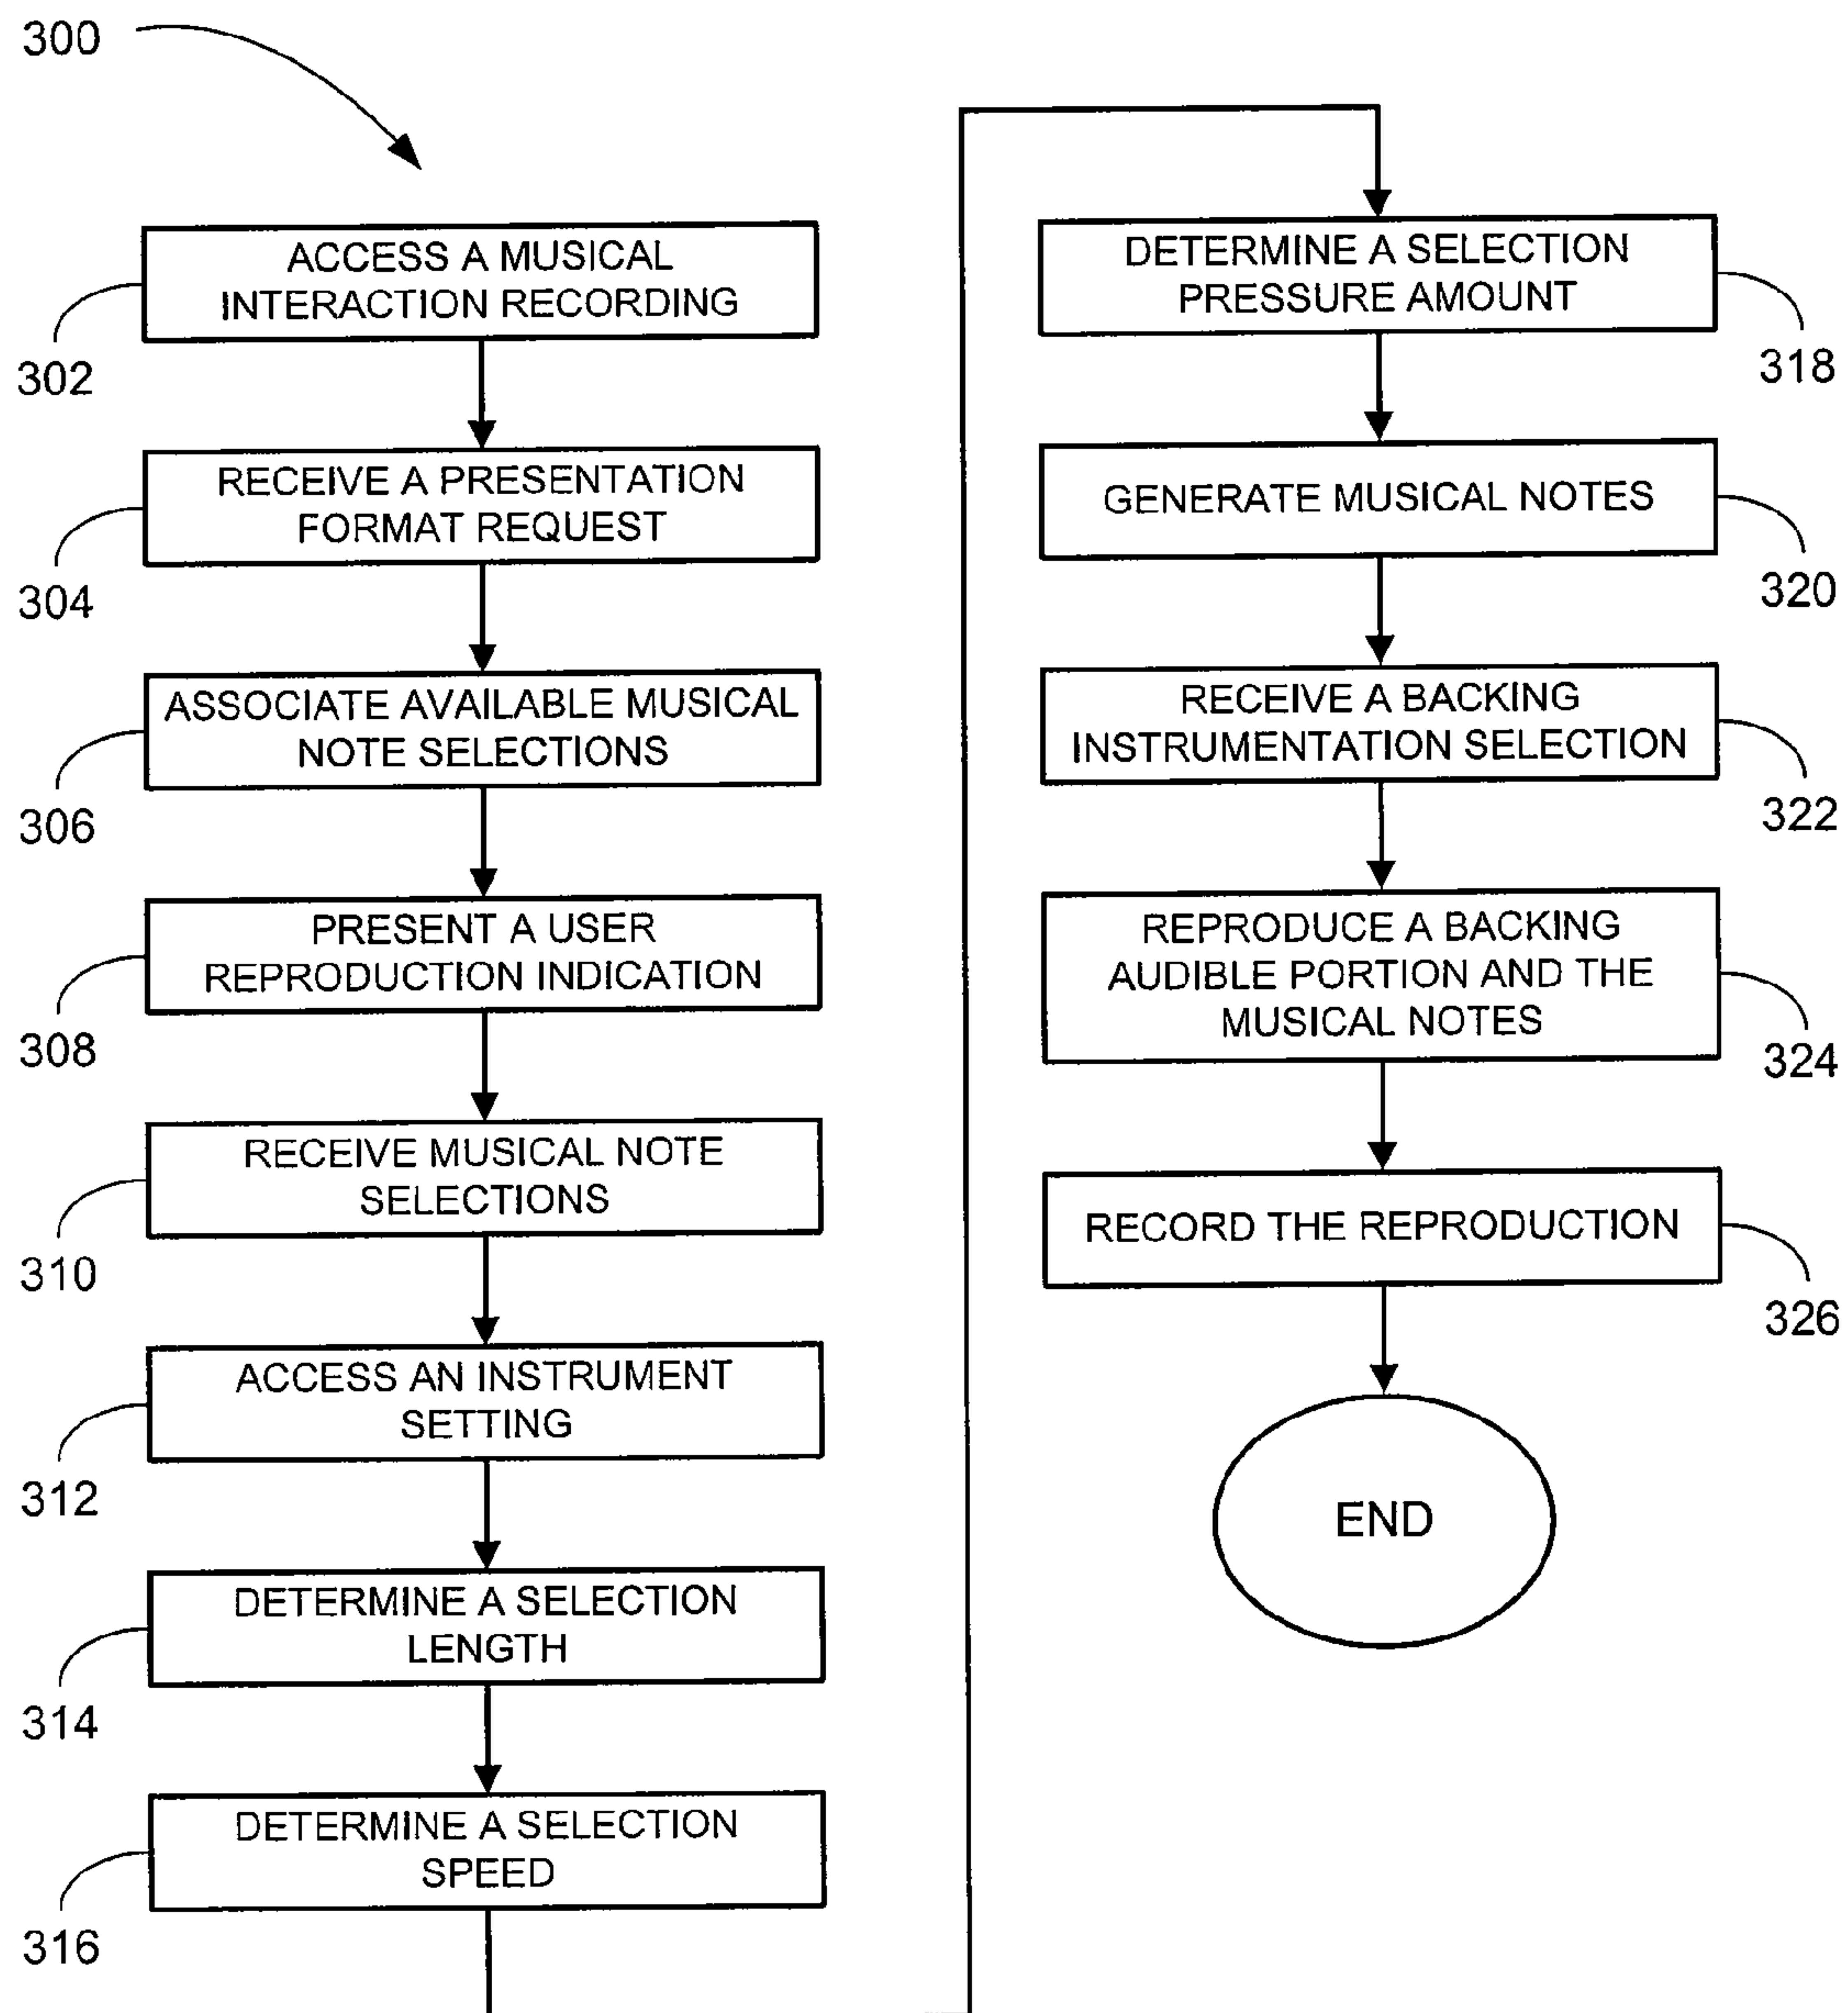 300
ACCESS A MUSICAL
INTERACTION RECORDING
302
RECEIVE A PRESENTATION
FORMAT REQUEST
304
ASSOCIATE AVAILABLE MUSICAL
NOTE SELECTIONS
306
PRESENT A USER
REPRODUCTION INDICATION
308
RECEIVE MUSICAL NOTE
SELECTIONS
310
ACCESS AN INSTRUMENT
SETTING
312
DETERMINE A SELECTION
LENGTH
314
DETERMINE A SELECTION
SPEED
316
DETERMINE A SELECTION
PRESSURE AMOUNT
318
GENERATE MUSICAL NOTES
320
RECEIVE A BACKING
INSTRUMENTATION SELECTION
322
REPRODUCE A BACKING
AUDIBLE PORTION AND THE
MUSICAL NOTES
324
RECORD THE REPRODUCTION
326
END